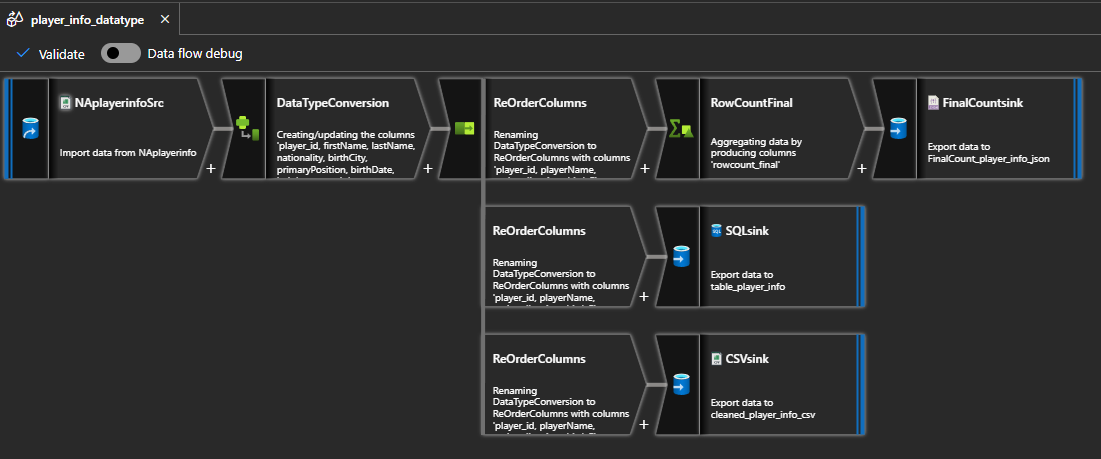 player_info_datatype
Validate
Data flow debug
NAplayerinfoSrc
Import data from NAplayerinfo
+
DataTypeConversion
Creating/updating the columns
'player_id, firstName, lastName,
nationality, birthCity,
primaryPosition, birthDate,
+
ReOrderColumns
Renaming
DataTypeConversion to
ReOrderColumns with columns
'player_id, playerName,
+
RowCountFinal
Aggregating data by
producing columns
'rowcount_final'
+
FinalCountsink
Export data to
FinalCount_player_info_json
ReOrderColumns
Renaming
DataTypeConversion to
ReOrderColumns with columns
'player_id, playerName,
+
SQL
SQLsink
Export data to
table_player_info
ReOrderColumns
Renaming
DataTypeConversion to
ReOrderColumns with columns
'player_id, playerName,
+
CSVsink
Export data to
cleaned_player_info_csv